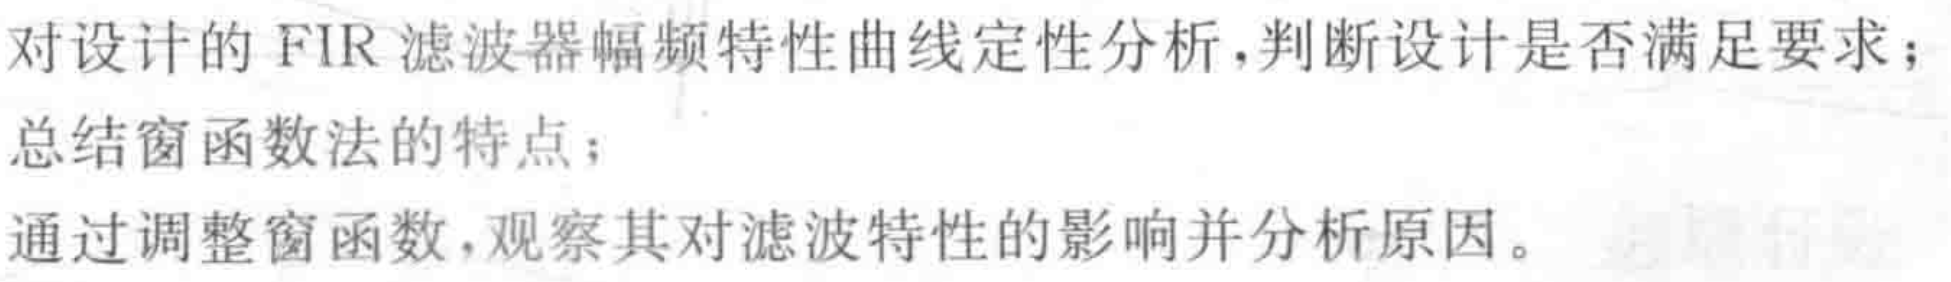 对设计的 FIR 滤波器幅频特性曲线定性分析,判断设计是否满足要求;
总结窗函数法的特点;
通过调整窗函数,观察其对滤波特性的影响并分析原因。